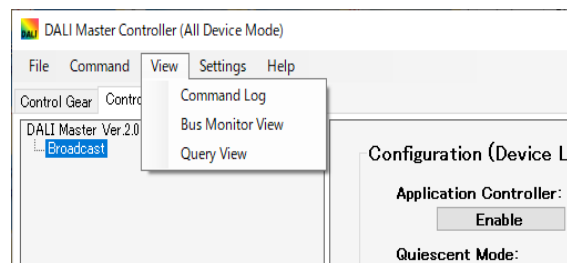 DALI Master Controller (All Device Mode)
File Command View Settings Help
Control Gear
Command Log
Bus Monitor View
Query View
DALI Master Ver.2.0
Broadcast
Configuration (Device
Application Controller:
Enable
Quiescent Mode: